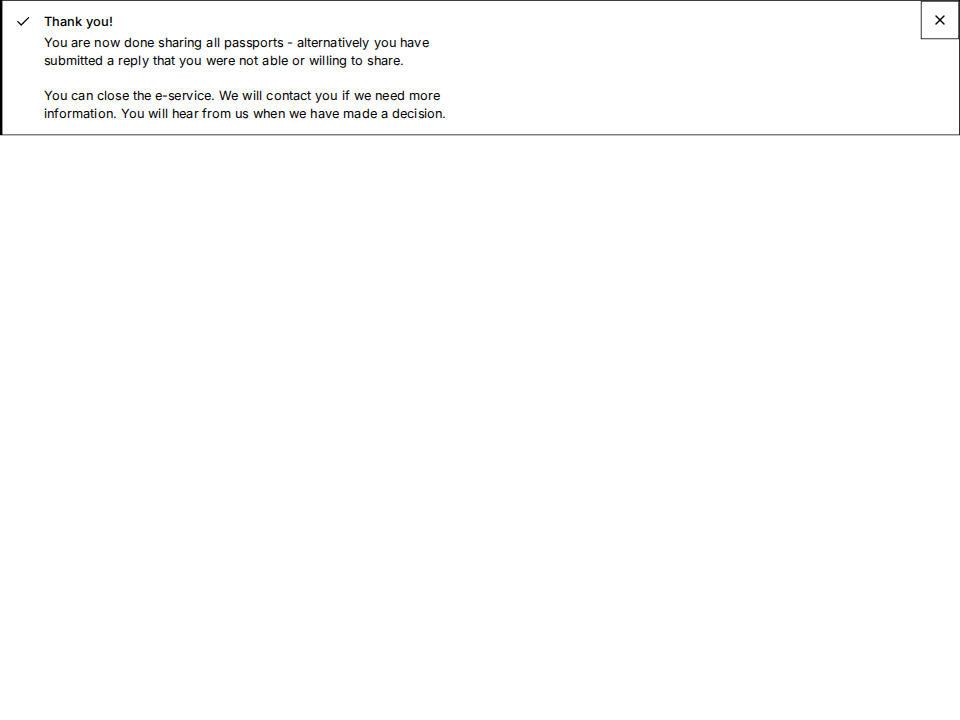 Thank you!
You are now done sharing all passports - alternatively you have
submitted a reply that you were not able or willing to share.
You can close the e-service. We will contact you if we need more
information. You will hear from us when we have made a decision.